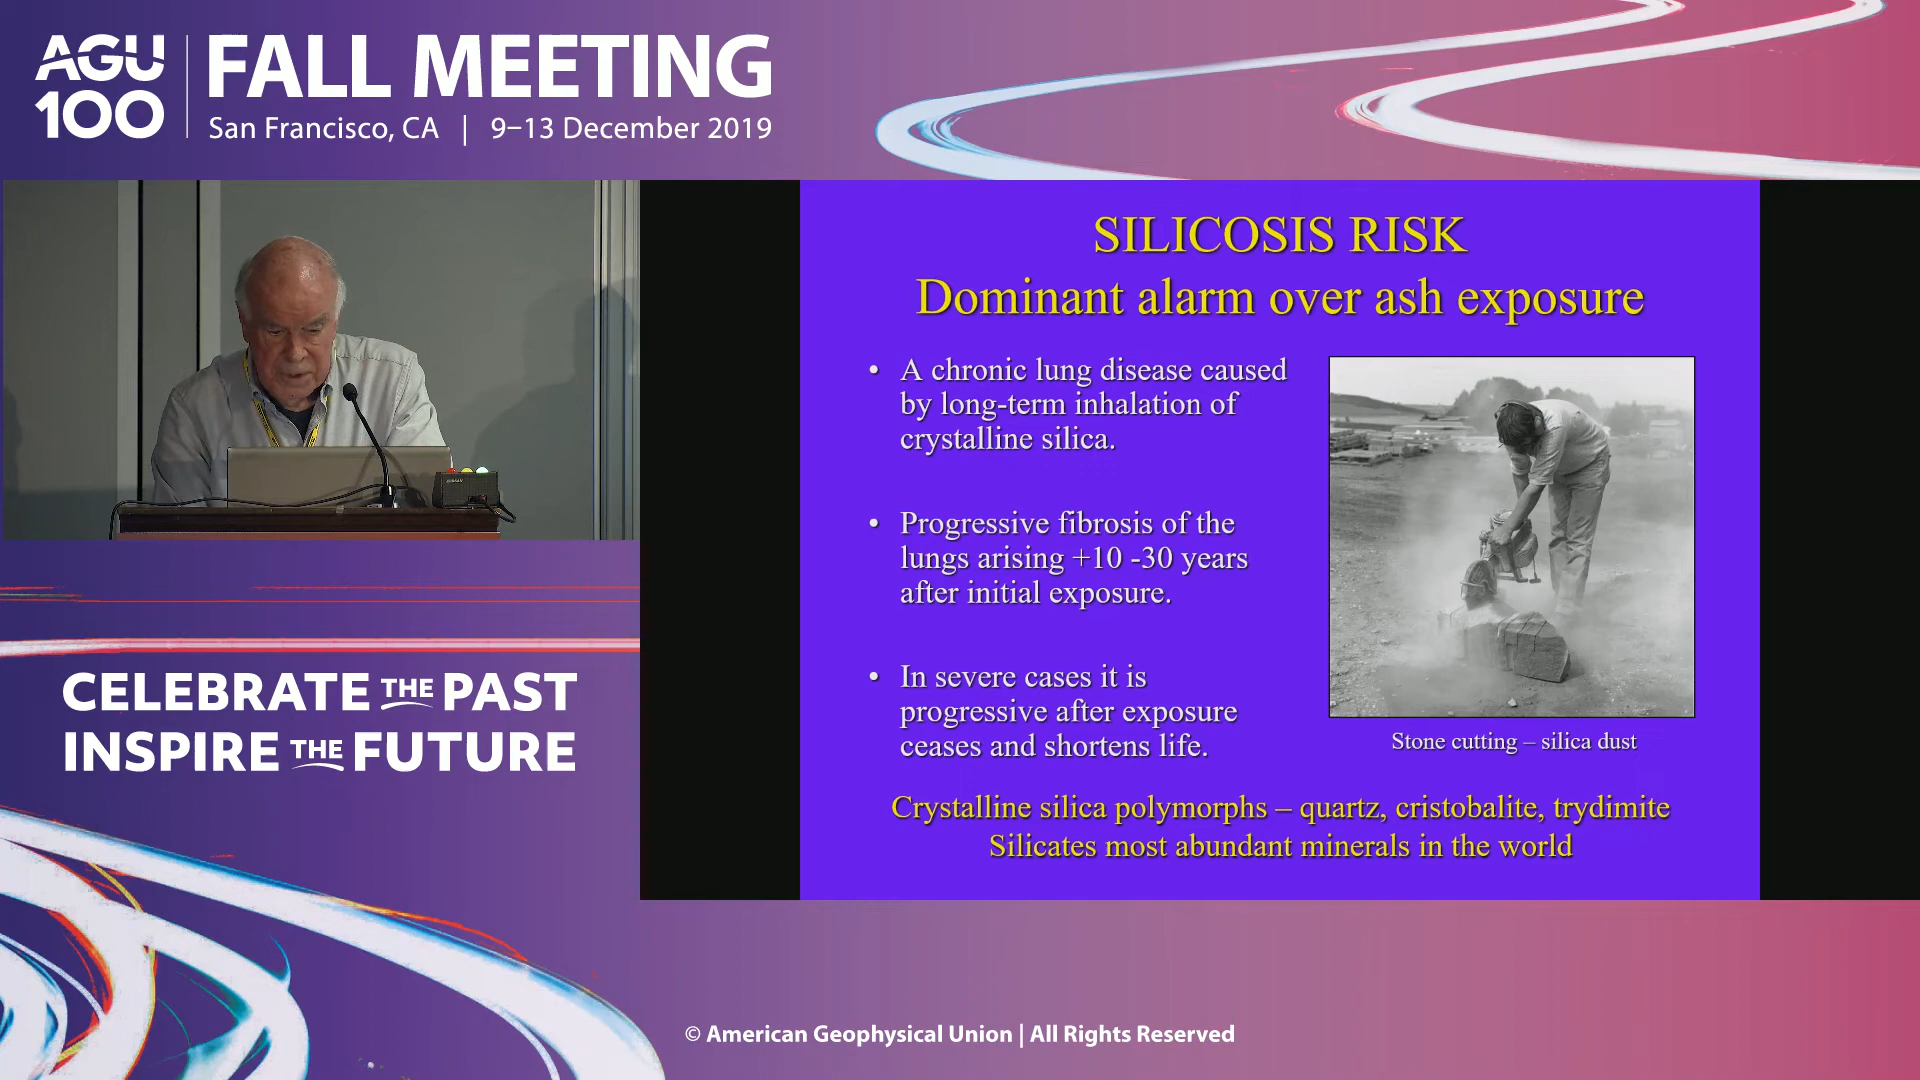 AGU
100
FALL MEETING
San Francisco, CA | 9–13 December 2019
SILICOSIS RISK
Dominant alarm over ash exposure
• A chronic lung disease caused
by long-term inhalation of
crystalline silica.
• Progressive fibrosis of the
lungs arising +10 -30 years
after initial exposure.
• In severe cases it is
progressive after exposure
ceases and shortens life.
Stone cutting – silica dust
Crystalline silica polymorphs – quartz, cristobalite, trydimite
Silicates most abundant minerals in the world
CELEBRATE THE PAST
INSPIRE THE FUTURE
© American Geophysical Union | All Rights Reserved